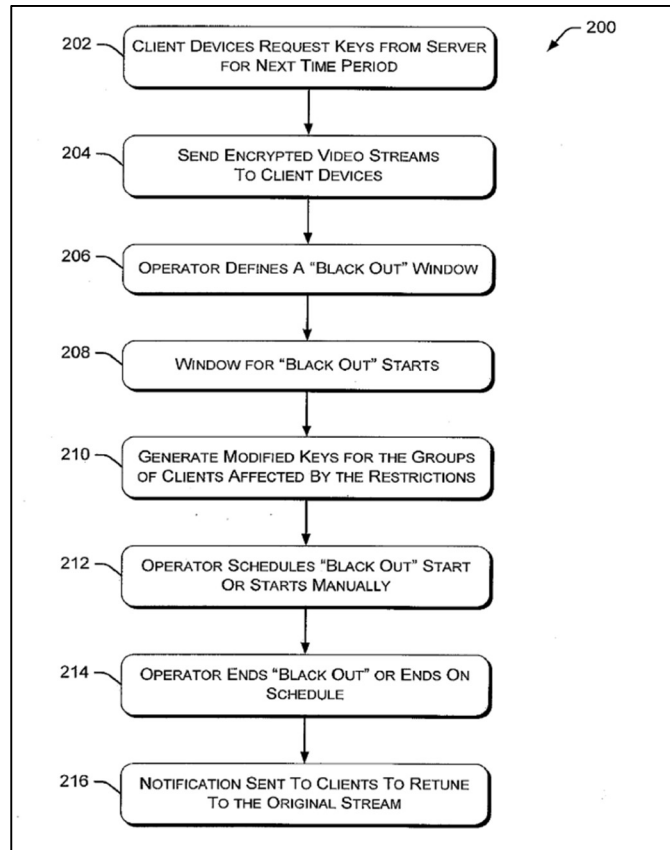 200
202
CLIENT DEVICES REQUEST KEYS FROM SERVER
FOR NEXT TIME PERIOD
204
SEND ENCRYPTED VIDEO STREAMS
TO CLIENT DEVICES
206
OPERATOR DEFINES A "BLACK OUT" WINDOW
208
WINDOW FOR "BLACK OUT" STARTS
210
GENERATE MODIFIED KEYS FOR THE GROUPS
OF CLIENTS AFFECTED BY THE RESTRICTIONS
212
OPERATOR SCHEDULES "BLACK OUT" START
OR STARTS MANUALLY
214
OPERATOR ENDS "BLACK OUT" OR ENDS ON
SCHEDULE
216
NOTIFICATION SENT TO CLIENTS TO RETUNE
TO THE ORIGINAL STREAM